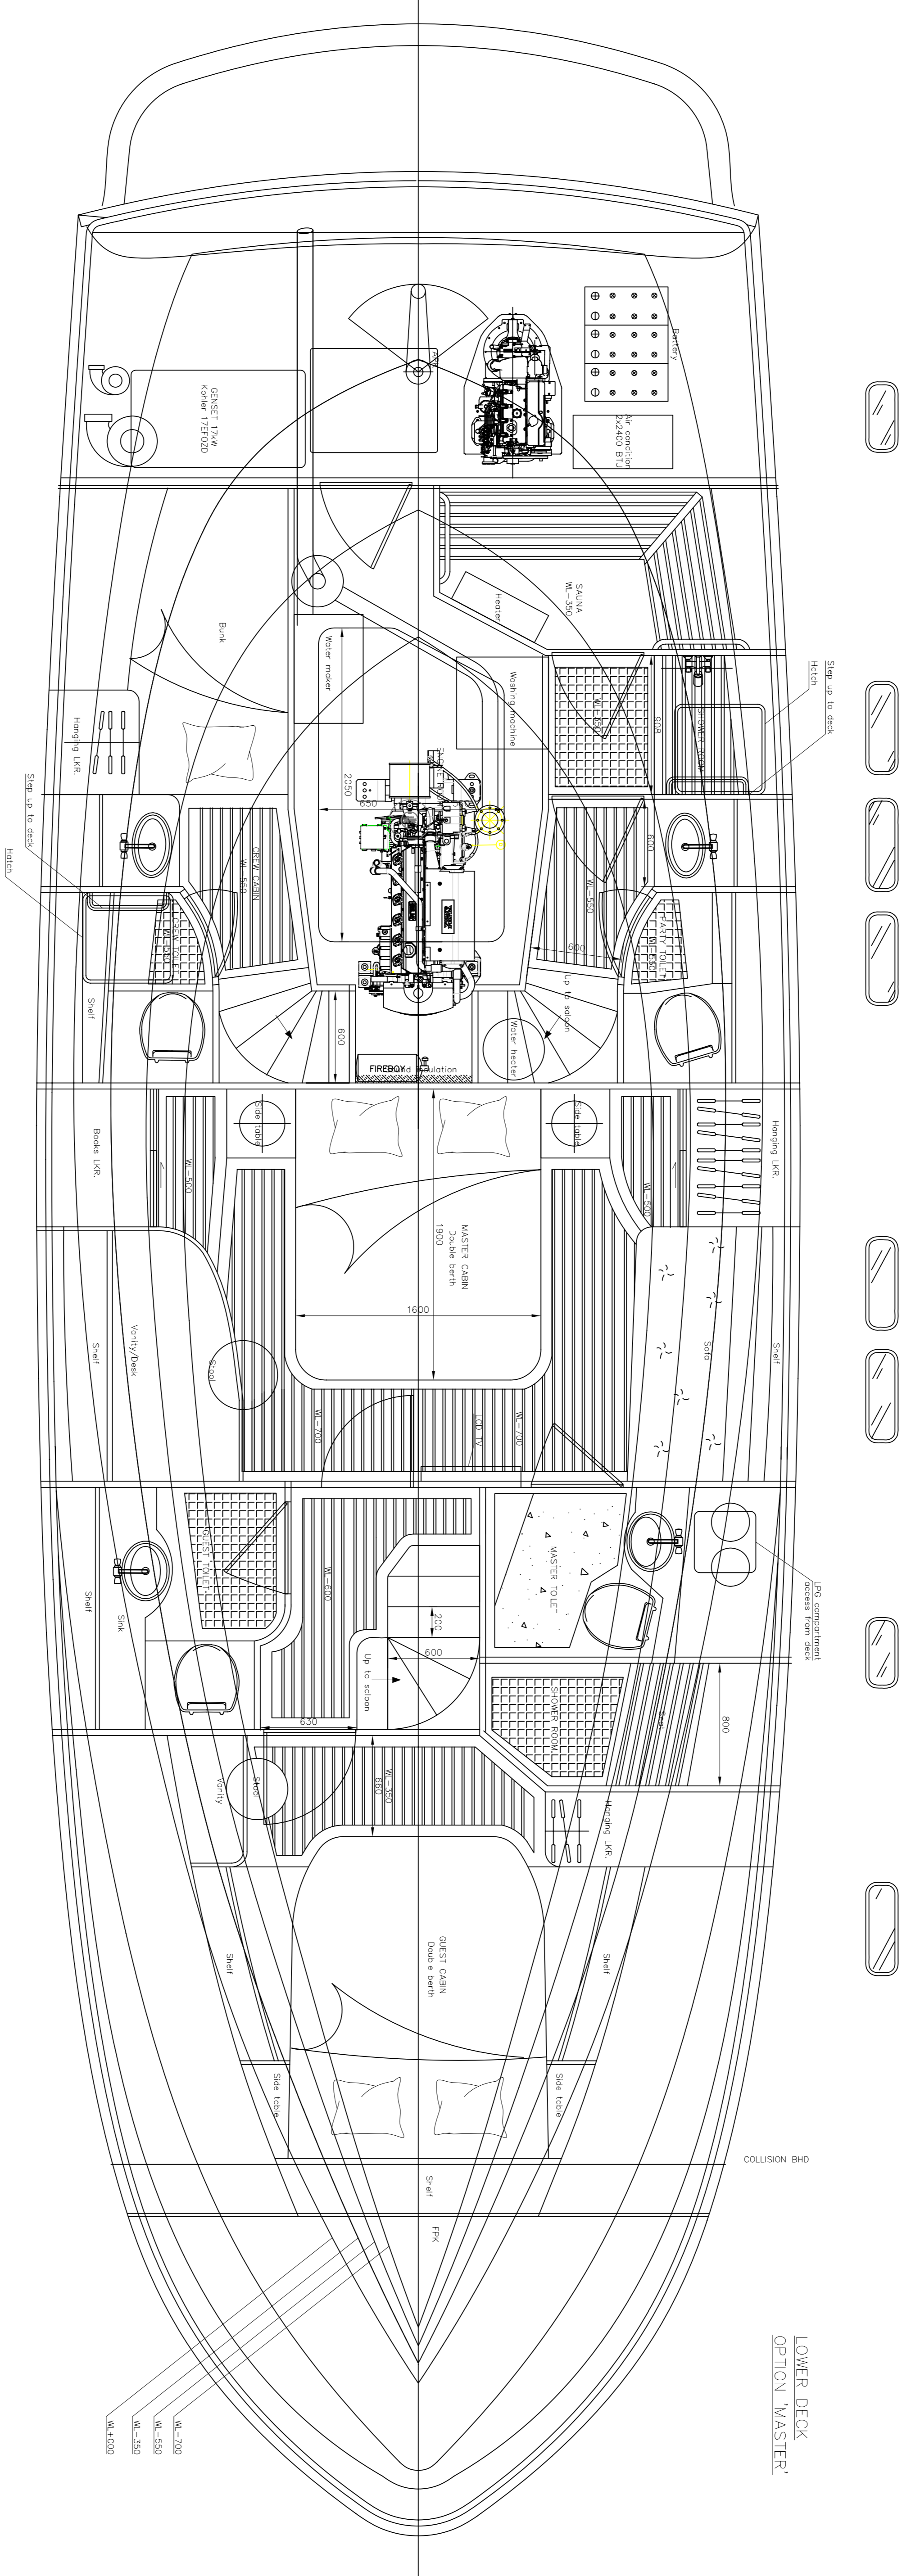 LOWER DECK
OPTION 'MASTER'
Battery
Air condition
2x2400 BTU
GENSET 17kW
Kohler 17EFOZD
SAUNA
WL-350
Heater
Bunk
Water maker
Washing machine
Step up to deck
Hatch
SHOWER ROOM
908
Hanging LKR.
2050
650
600
Step up to deck
Hatch
CREW CABIN
WL-550
WL-550
CREW TOILET
PARTY TOILET
WL-550
600
Shelf
Up to saloon
600
Water heater
FIREBOY
Side table
Side table
Books LKR.
Hanging LKR.
WL-500
WL-500
MASTER CABIN
Double berth
1900
1600
Vanity/Desk
Shelf
Stool
Sofa
Shelf
WL-700
WL-700
LCD TV
GUEST TOILET
WL-600
MASTER TOILET
LPG compartment
access from deck
Shelf
Sink
200
600
Up to saloon
630
SHOWER ROOM
Seat
800
WL-350
660
Vanity
Stool
Hanging LKR.
GUEST CABIN
Double berth
Shelf
Shelf
Side table
Side table
COLLISION BHD
Shelf
FPK
WL+000
WL-350
WL-550
WL-700